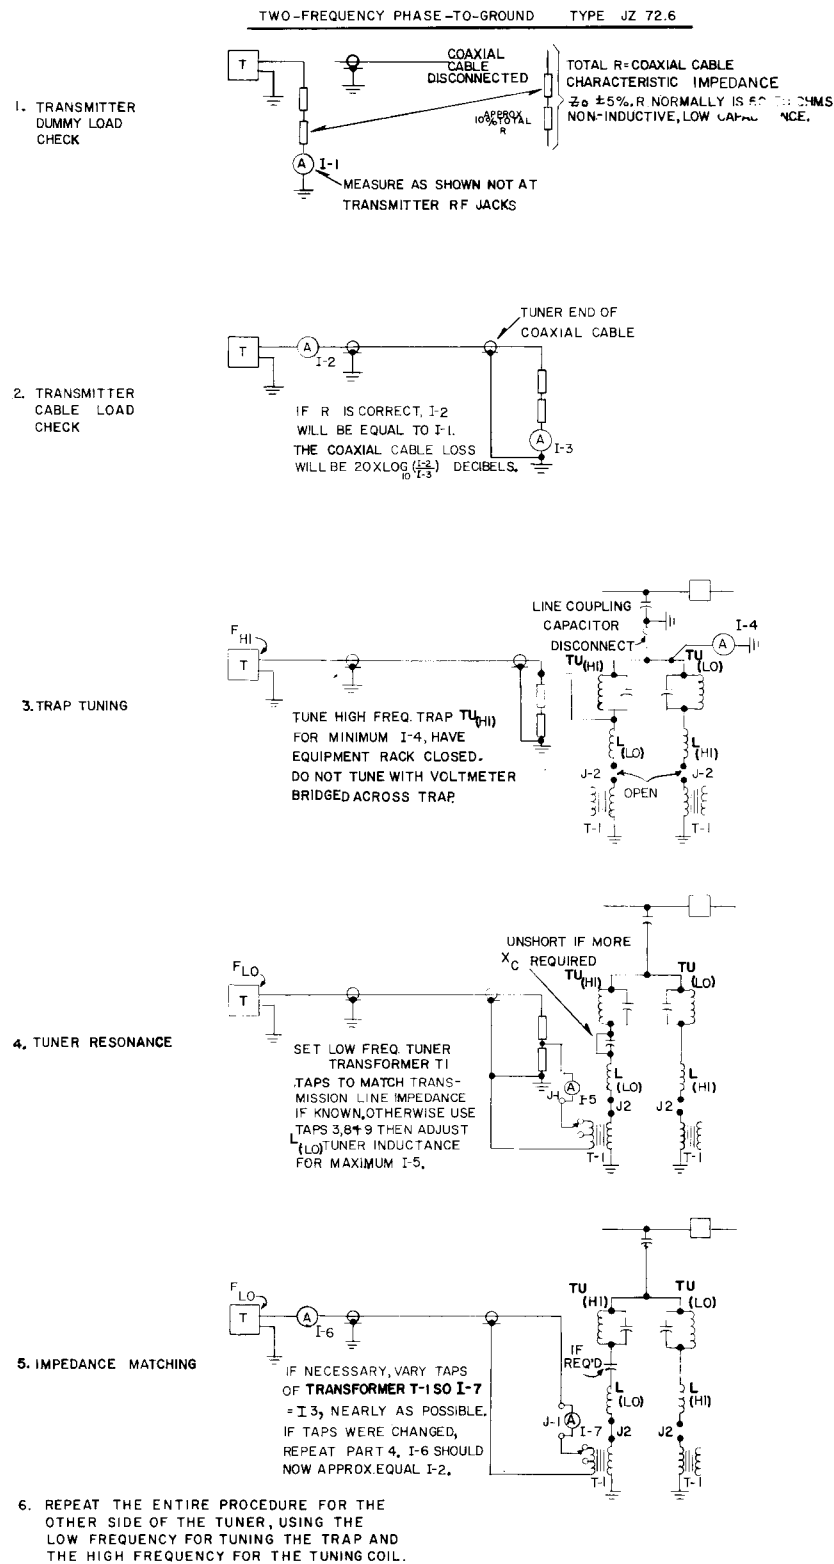 TWO-FREQUENCY PHASE-TO-GROUND TYPE JZ 72.6
1. TRANSMITTER
DUMMY LOAD
CHECK
T
COAXIAL
CABLE
DISCONNECTED
APPROX
10% TOTAL
R
TOTAL R=COAXIAL CABLE
CHARACTERISTIC IMPEDANCE
Zo ±5%, R NORMALLY IS
OHMS
NON-INDUCTIVE, LOW
A I-1
MEASURE AS SHOWN NOT AT
TRANSMITTER RF JACKS
2. TRANSMITTER
CABLE LOAD
CHECK
T
A
I-2
TUNER END OF
COAXIAL CABLE
IF R IS CORRECT, I-2
WILL BE EQUAL TO I-1.
THE COAXIAL CABLE LOSS
WILL BE 20XLOG10 (I-2/I-3) DECIBELS.
A
I-3
3. TRAP TUNING
FHI
T
LINE COUPLING
CAPACITOR
DISCONNECT
I-4
A
TU(HI)
TU(LO)
TUNE HIGH FREQ. TRAP TU(HI)
FOR MINIMUM I-4, HAVE
EQUIPMENT RACK CLOSED.
DO NOT TUNE WITH VOLTMETER
BRIDGED ACROSS TRAP.
L(LO)
L(HI)
J-2
J-2
OPEN
T-1
T-1
4. TUNER RESONANCE
FLO
T
UNSHORT IF MORE
XC REQUIRED
TU(HI)
TU(LO)
SET LOW FREQ. TUNER
TRANSFORMER T1
TAPS TO MATCH TRANS-
MISSION LINE IMPEDANCE
IF KNOWN. OTHERWISE USE
TAPS 3,8+9 THEN ADJUST
L(LO) TUNER INDUCTANCE
FOR MAXIMUM I-5.
A
I-5
L(LO)
L(HI)
J2
J2
T-1
T-1
5. IMPEDANCE MATCHING
FLO
T
A
I-6
TU(HI)
TU(LO)
IF
REQ'D
IF NECESSARY, VARY TAPS
OF TRANSFORMER T-1 SO I-7
= I3, NEARLY AS POSSIBLE.
IF TAPS WERE CHANGED,
REPEAT PART 4. I-6 SHOULD
NOW APPROX. EQUAL I-2.
L(LO)
L(HI)
J-1
A
I-7
J2
J2
T-1
T-1
6. REPEAT THE ENTIRE PROCEDURE FOR THE
OTHER SIDE OF THE TUNER, USING THE
LOW FREQUENCY FOR TUNING THE TRAP AND
THE HIGH FREQUENCY FOR THE TUNING COIL.